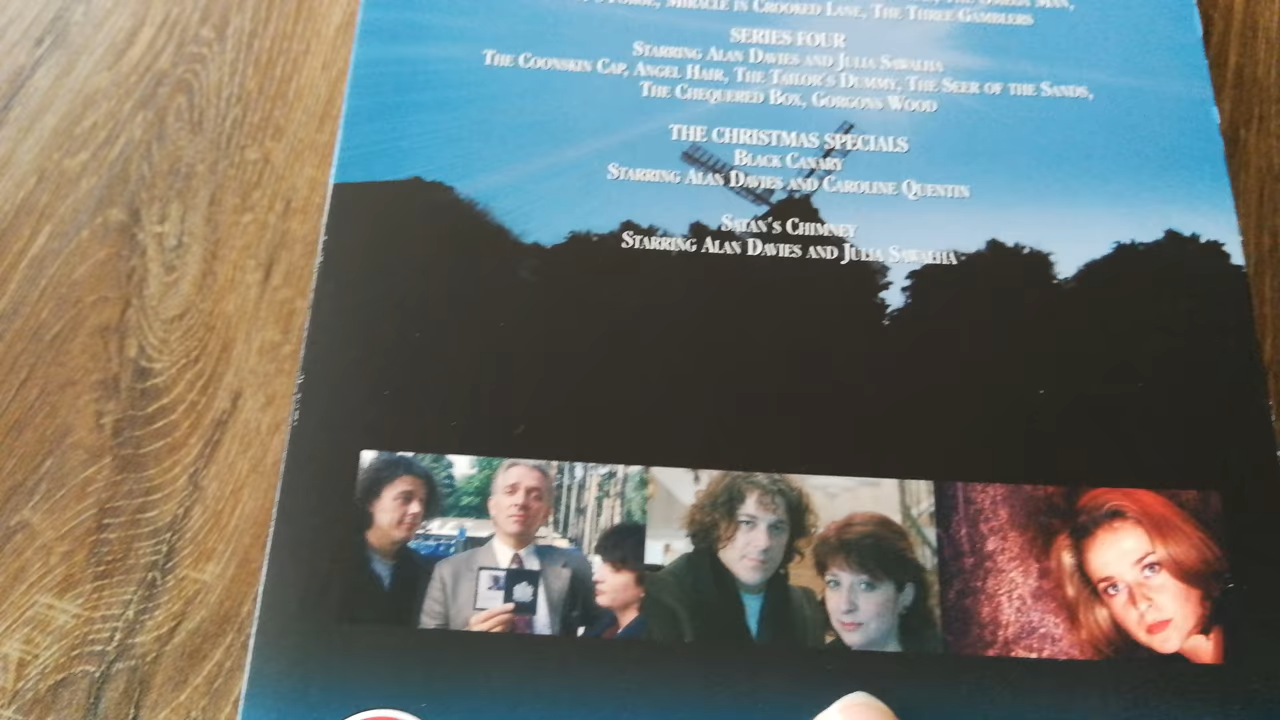 Miracle in Crooked Lane, The Three Gamblers
SERIES FOUR
Starring Alan Davies and Julia Sawalha
The Coonskin Cap, Angel Hair, The Tailor's Dummy, The Seer of the Sands,
The Chequered Box, Gorgons Wood
THE CHRISTMAS SPECIALS
Black Canary
Starring Alan Davies and Caroline Quentin
Satan's Chimney
Starring Alan Davies and Julia Sawalha